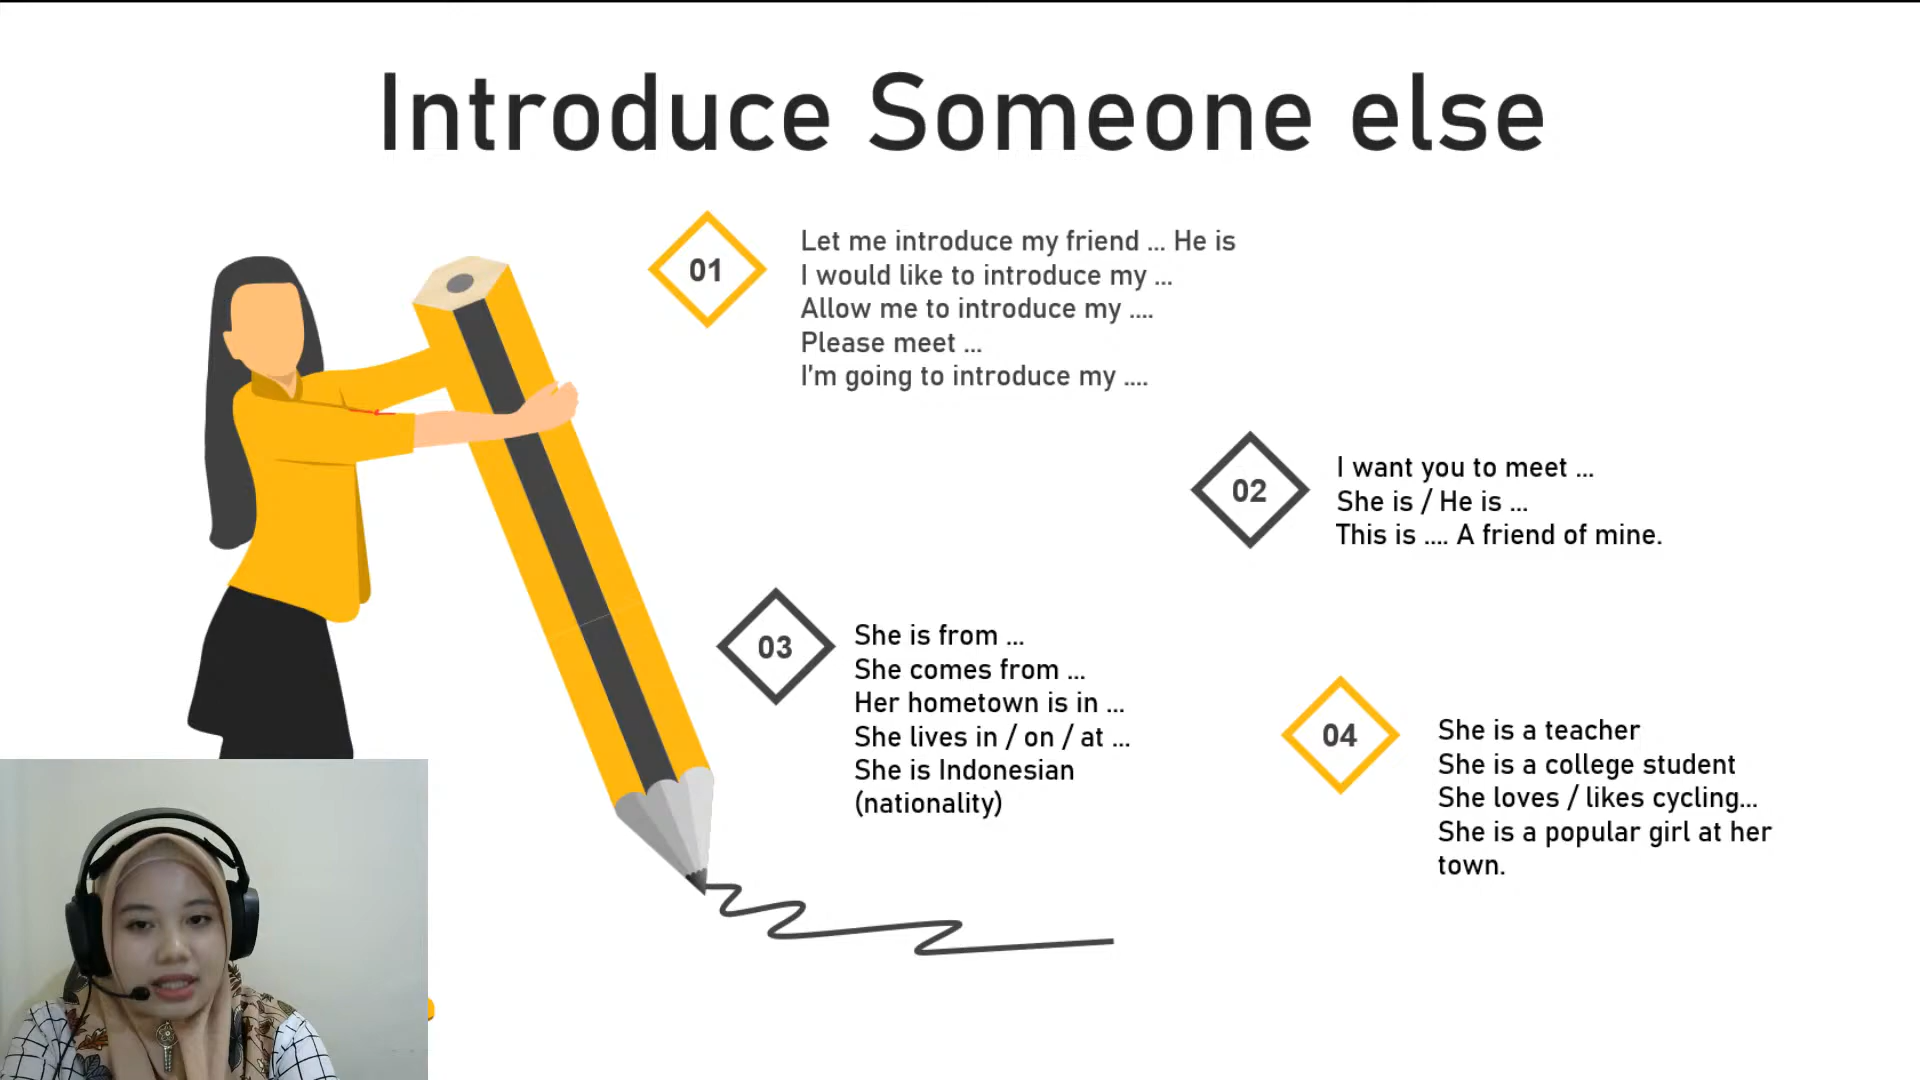 Introduce Someone else
01
Let me introduce my friend ... He is
I would like to introduce my ...
Allow me to introduce my ....
Please meet ...
I'm going to introduce my ....
02
I want you to meet ...
She is / He is ...
This is .... A friend of mine.
03
She is from ...
She comes from ...
Her hometown is in ...
She lives in / on / at ...
She is Indonesian
(nationality)
04
She is a teacher
She is a college student
She loves / likes cycling...
She is a popular girl at her
town.